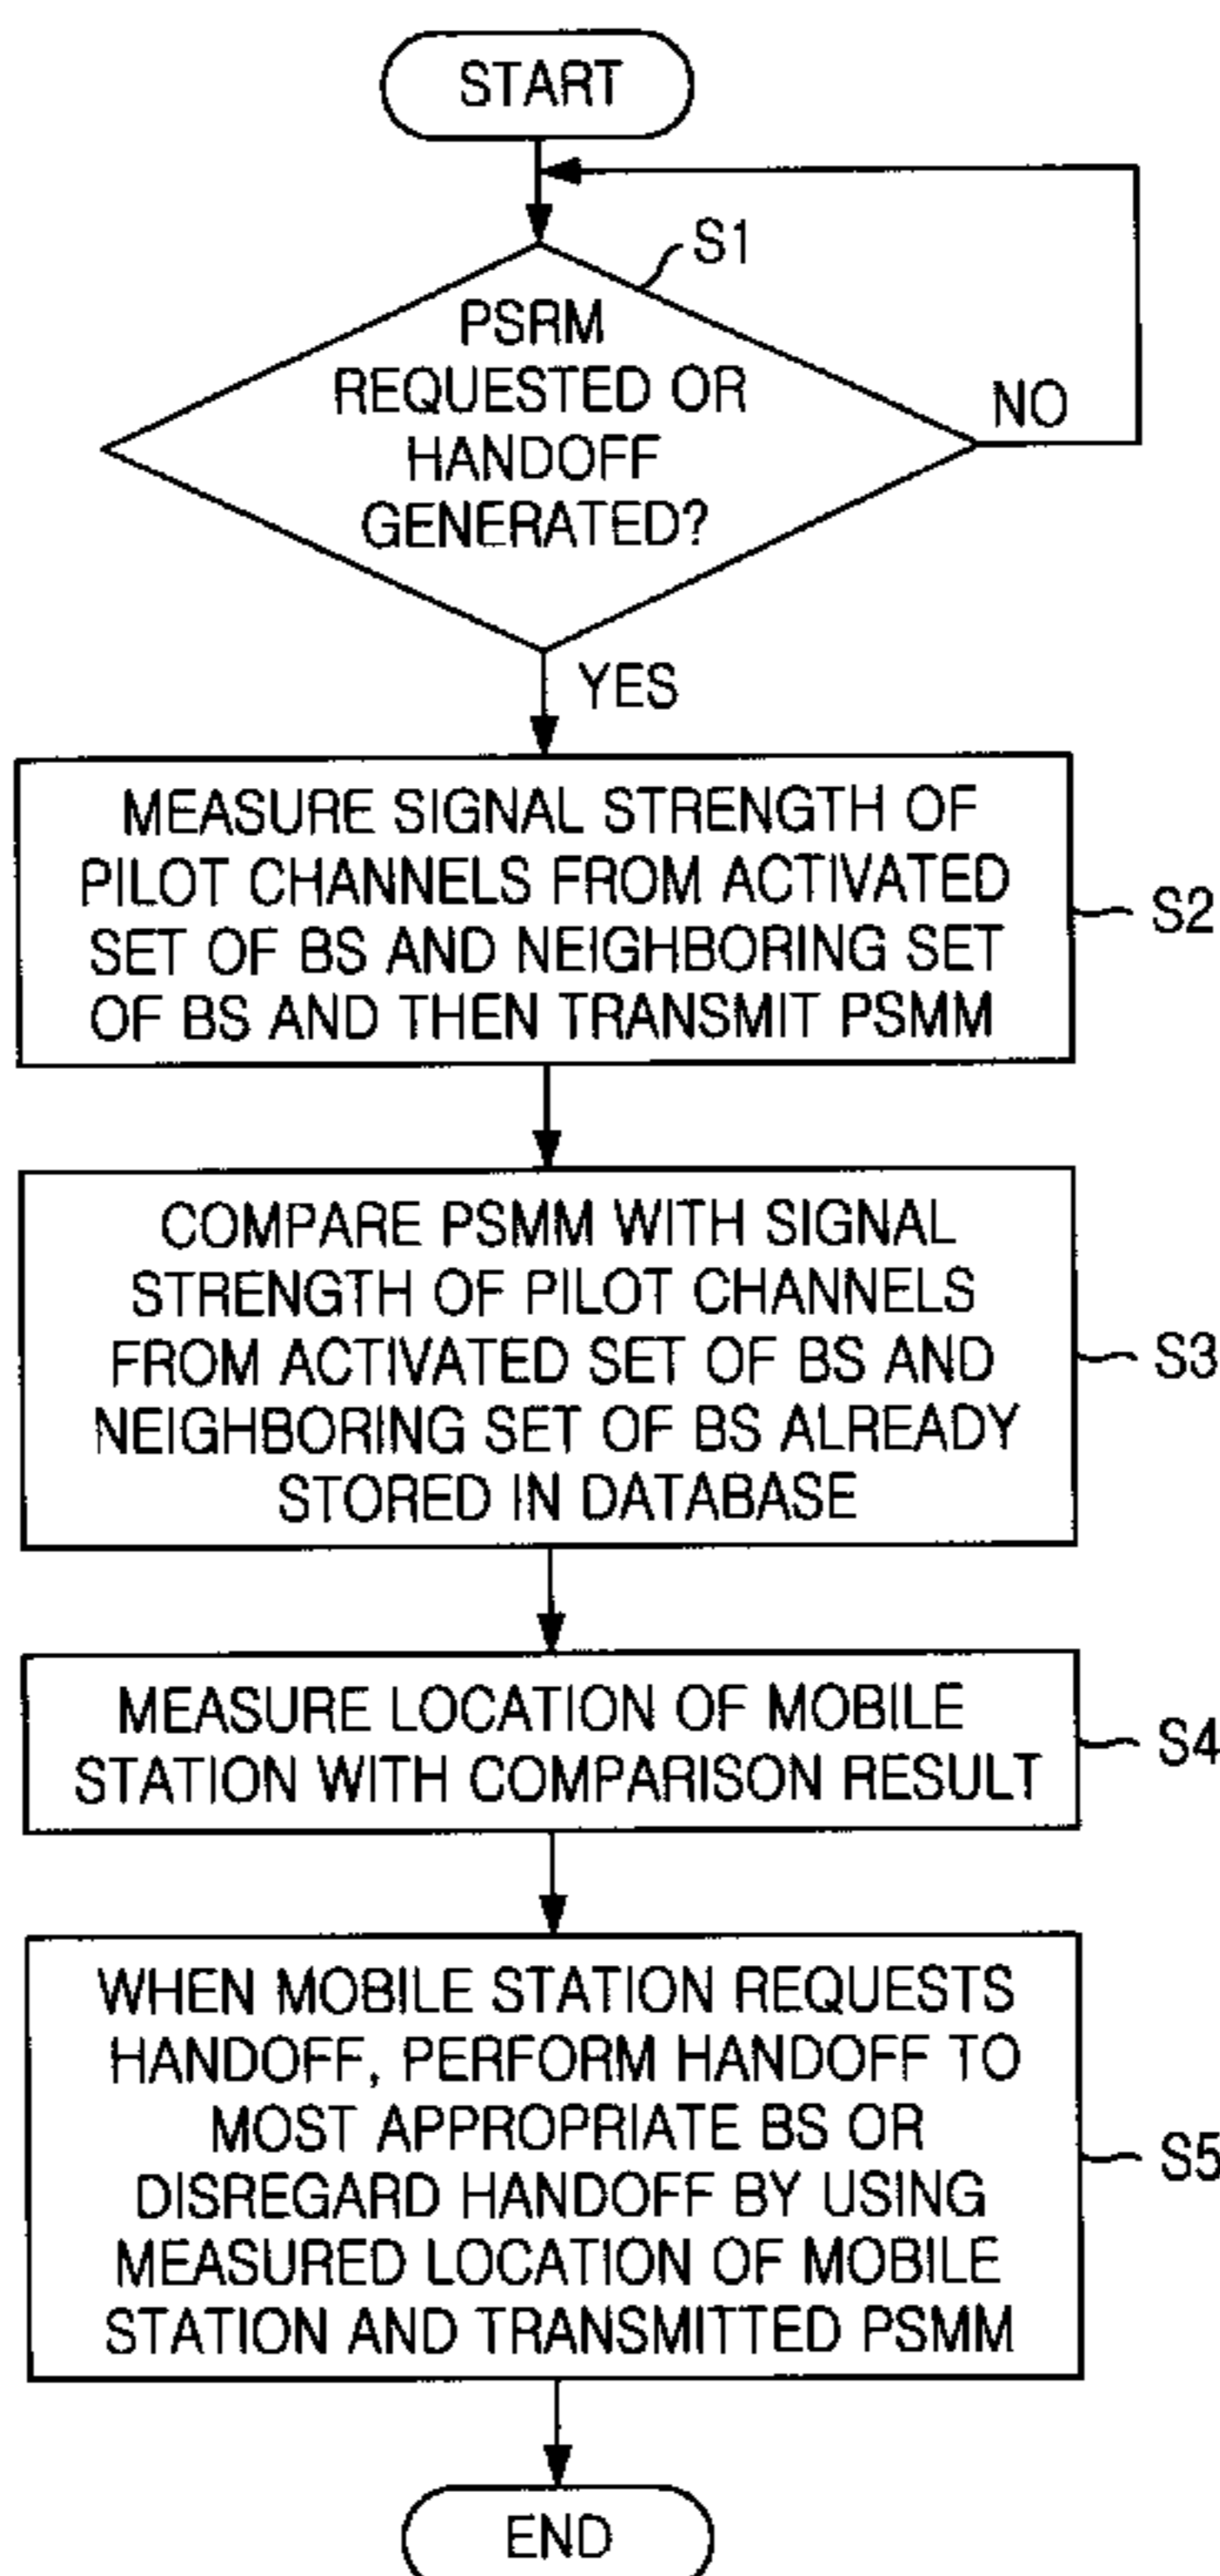 START
S1
PSRM
REQUESTED OR
HANDOFF
GENERATED?
NO
YES
MEASURE SIGNAL STRENGTH OF
PILOT CHANNELS FROM ACTIVATED
SET OF BS AND NEIGHBORING SET
OF BS AND THEN TRANSMIT PSMM
S2
COMPARE PSMM WITH SIGNAL
STRENGTH OF PILOT CHANNELS
FROM ACTIVATED SET OF BS AND
NEIGHBORING SET OF BS ALREADY
STORED IN DATABASE
S3
MEASURE LOCATION OF MOBILE
STATION WITH COMPARISON RESULT
S4
WHEN MOBILE STATION REQUESTS
HANDOFF, PERFORM HANDOFF TO
MOST APPROPRIATE BS OR
DISREGARD HANDOFF BY USING
MEASURED LOCATION OF MOBILE
STATION AND TRANSMITTED PSMM
S5
END